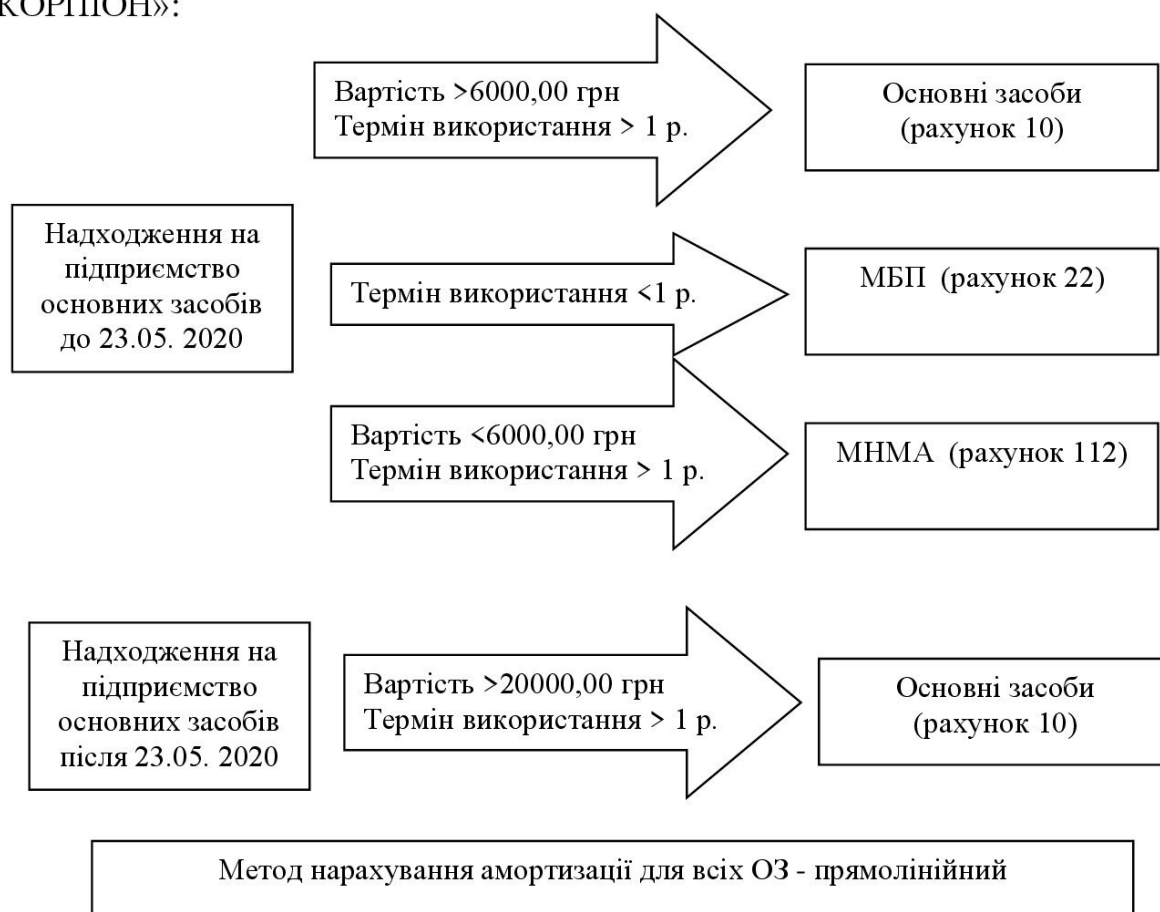 КОРПІОН»:
Вартість >6000,00 грн
Термін використання > 1 р.
Основні засоби
(рахунок 10)
Надходження на
підприємство
основних засобів
до 23.05. 2020
Термін використання <1 р.
МБП (рахунок 22)
Вартість <6000,00 грн
Термін використання > 1 р.
МНМА (рахунок 112)
Надходження на
підприємство
основних засобів
після 23.05. 2020
Вартість >20000,00 грн
Термін використання > 1 р.
Основні засоби
(рахунок 10)
Метод нарахування амортизації для всіх ОЗ - прямолінійний